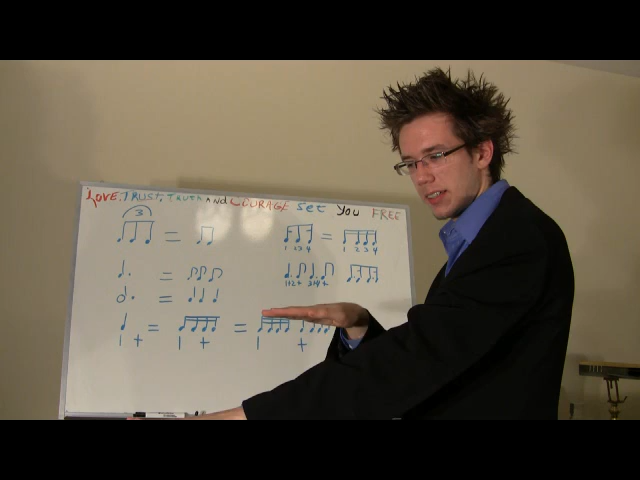 LOVE, TRUST, TRUTH AND COURAGE SET YOU FREE
3
= =
1 2 3 4 1 2 3 4
=
1+2+ 3+4+
=
= =
1 + 1 + 1 +